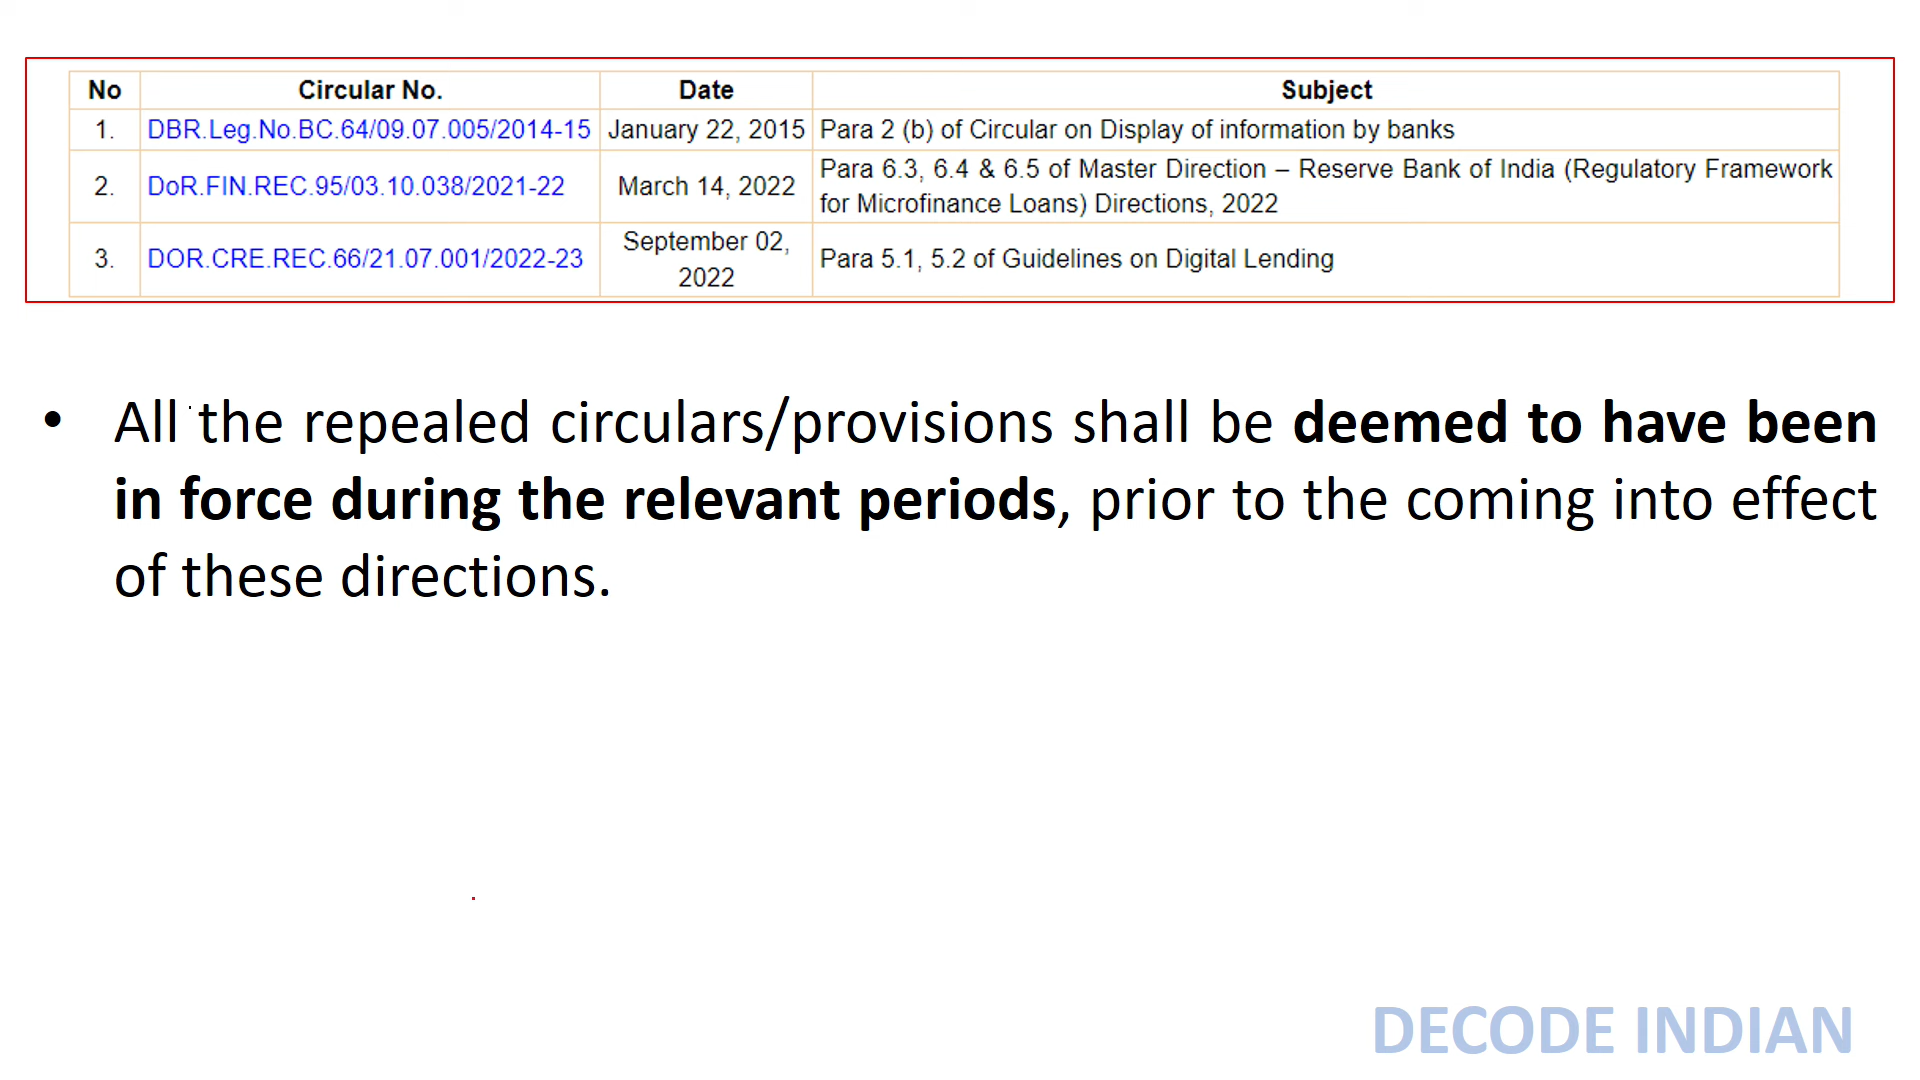 No Circular No. Date Subject
1. DBR.Leg.No.BC.64/09.07.005/2014-15 January 22, 2015 Para 2 (b) of Circular on Display of information by banks
2. DoR.FIN.REC.95/03.10.038/2021-22 March 14, 2022 Para 6.3, 6.4 & 6.5 of Master Direction – Reserve Bank of India (Regulatory Framework
for Microfinance Loans) Directions, 2022
3. DOR.CRE.REC.66/21.07.001/2022-23 September 02,
2022 Para 5.1, 5.2 of Guidelines on Digital Lending
• All the repealed circulars/provisions shall be deemed to have been
in force during the relevant periods, prior to the coming into effect
of these directions.
DECODE INDIAN